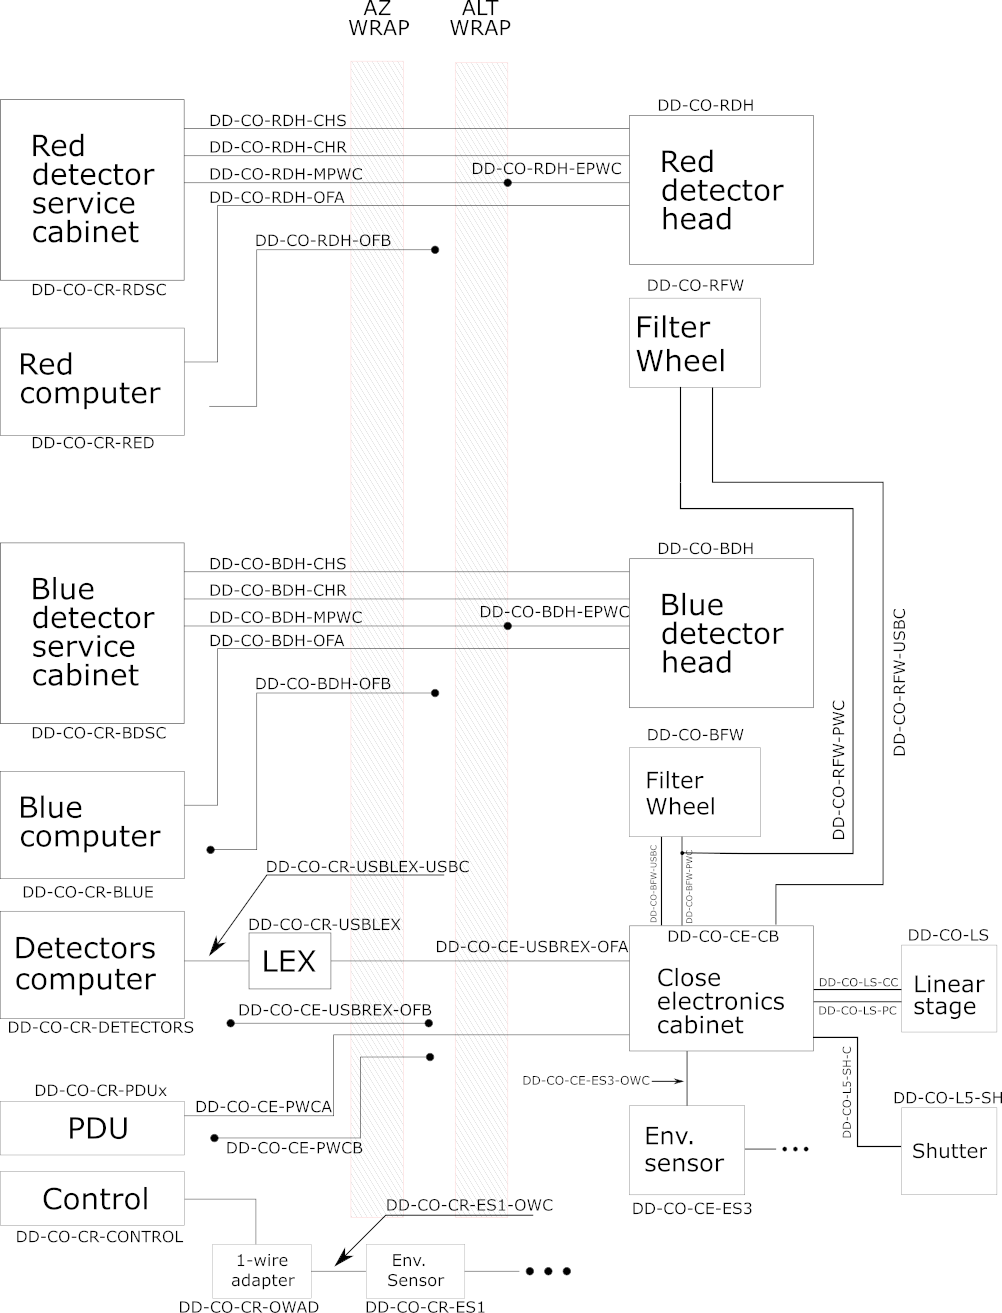 AZ
WRAP
ALT
WRAP
DD-CO-RDH
Red
detector
service
cabinet
DD-CO-RDH-CHS
DD-CO-RDH-CHR
DD-CO-RDH-MPWC
DD-CO-RDH-EPWC
DD-CO-RDH-OFA
Red
detector
head
DD-CO-RDH-OFB
DD-CO-CR-RDSC
DD-CO-RFW
Red
computer
DD-CO-CR-RED
Filter
Wheel
DD-CO-BDH
Blue
detector
service
cabinet
DD-CO-BDH-CHS
DD-CO-BDH-CHR
DD-CO-BDH-MPWC
DD-CO-BDH-EPWC
DD-CO-BDH-OFA
Blue
detector
head
DD-CO-BDH-OFB
DD-CO-CR-BDSC
DD-CO-BFW
DD-CO-RFW-PWC
DD-CO-RFW-USBC
Blue
computer
DD-CO-CR-BLUE
Filter
Wheel
DD-CO-BFW-USBC
DD-CO-BFW-PWC
DD-CO-CR-USBLEX-USBC
DD-CO-CR-USBLEX
Detectors
computer
DD-CO-CR-DETECTORS
LEX
DD-CO-CE-USBREX-OFA
DD-CO-CE-USBREX-OFB
DD-CO-CE-CB
Close
electronics
cabinet
DD-CO-LS
DD-CO-LS-CC
DD-CO-LS-PC
Linear
stage
DD-CO-CR-PDUx
PDU
DD-CO-CE-PWCA
DD-CO-CE-PWCB
DD-CO-CE-ES3-OWC
DD-CO-L5-SH-C
DD-CO-L5-SH
Env.
sensor
Shutter
DD-CO-CE-ES3
Control
DD-CO-CR-CONTROL
DD-CO-CR-ES1-OWC
1-wire
adapter
DD-CO-CR-OWAD
Env.
Sensor
DD-CO-CR-ES1